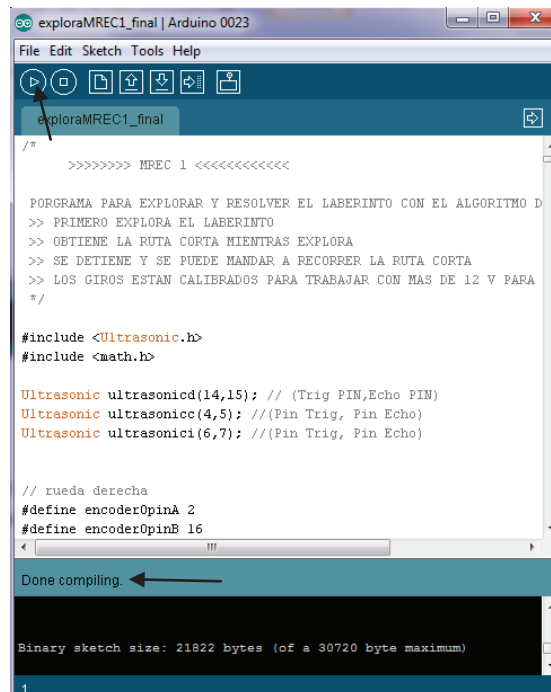 exploraMREC1_final | Arduino 0023
File Edit Sketch Tools Help
exploraMREC1_final
/*
>>>>>>>> MREC 1 <<<<<<<<<<<<
PORGRAMA PARA EXPLORAR Y RESOLVER EL LABERINTO CON EL ALGORITMO D
>> PRIMERO EXPLORA EL LABERINTO
>> OBTIENE LA RUTA CORTA MIENTRAS EXPLORA
>> SE DETIENE Y SE PUEDE MANDAR A RECORRER LA RUTA CORTA
>> LOS GIROS ESTAN CALIBRADOS PARA TRABAJAR CON MAS DE 12 V PARA
*/
#include <Ultrasonic.h>
#include <math.h>
Ultrasonic ultrasonicd(14,15); // (Trig PIN,Echo PIN)
Ultrasonic ultrasonicc(4,5); //(Pin Trig, Pin Echo)
Ultrasonic ultrasonici(6,7); //(Pin Trig, Pin Echo)
// rueda derecha
#define encoder0pinA 2
#define encoder0pinB 16
Done compiling.
Binary sketch size: 21822 bytes (of a 30720 byte maximum)
1